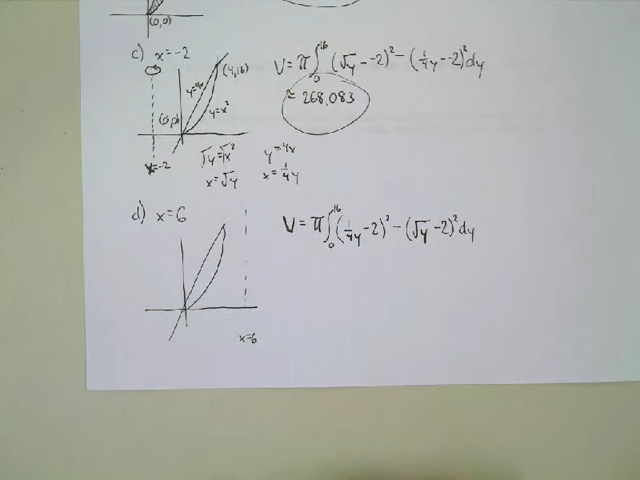 (0,0)
c) x=-2
V = π∫₀¹⁶ (√y - -2)² - (¼y - -2)² dy
≈ 268.083
(4,16)
y=4x
y=x²
(0,0)
x=-2
√y=√x²
x=√y
y=4x
x=¼y
d) x=6
V = π∫₀¹⁶ (¼y - 2)² - (√y - 2)² dy
x=6